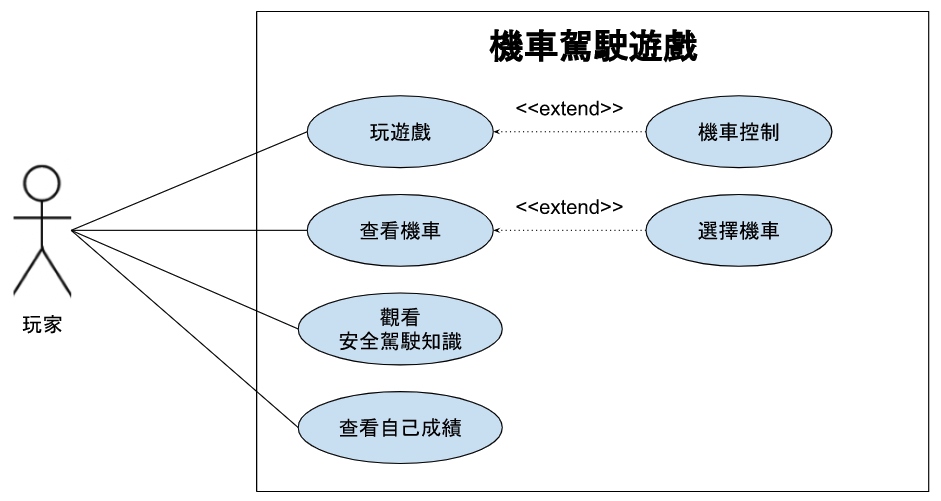 機車駕駛遊戲
玩遊戲
<<extend>>
機車控制
查看機車
<<extend>>
選擇機車
玩家
觀看
安全駕駛知識
查看自己成績